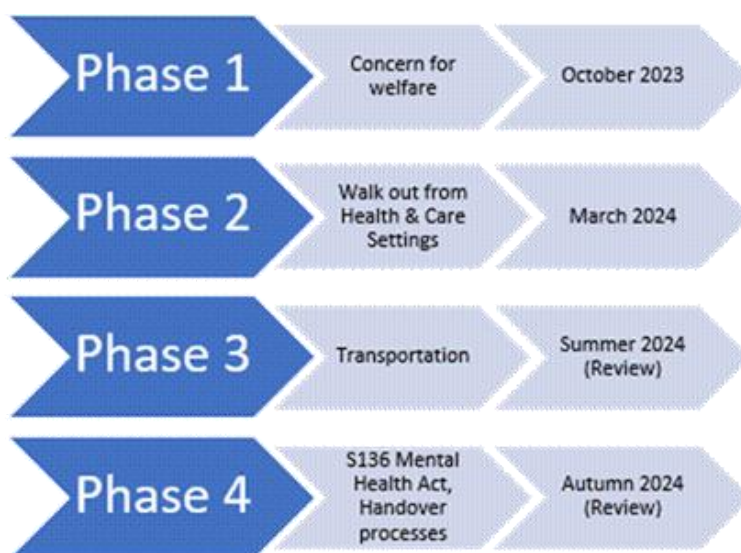 Phase 1
Concern for
welfare
October 2023
Phase 2
Walk out from
Health & Care
Settings
March 2024
Phase 3
Transportation
Summer 2024
(Review)
Phase 4
S136 Mental
Health Act,
Handover
processes
Autumn 2024
(Review)